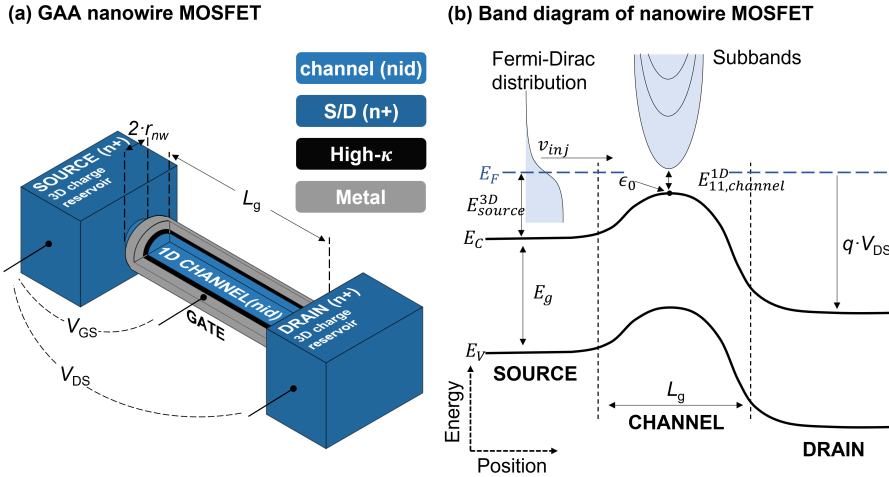 (a) GAA nanowire MOSFET
channel (nid)
S/D (n+)
High-κ
Metal
2·r_nw
SOURCE (n+)
3D charge
reservoir
L_g
1D CHANNEL(nid)
GATE
DRAIN (n+)
3D charge
reservoir
V_GS
V_DS
(b) Band diagram of nanowire MOSFET
Fermi-Dirac
distribution
Subbands
v_inj
E_F
ϵ_0
E^1D_11,channel
E^3D_source
E_C
q·V_DS
E_g
E_V
SOURCE
L_g
CHANNEL
DRAIN
Energy
Position